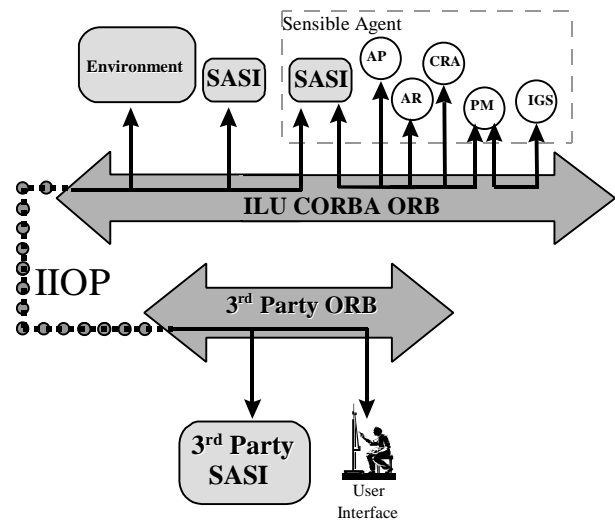 Sensible Agent
Environment
SASI
SASI
AP
AR
CRA
PM
IGS
ILU CORBA ORB
IIOP
3rd Party ORB
3rd Party
SASI
User
Interface